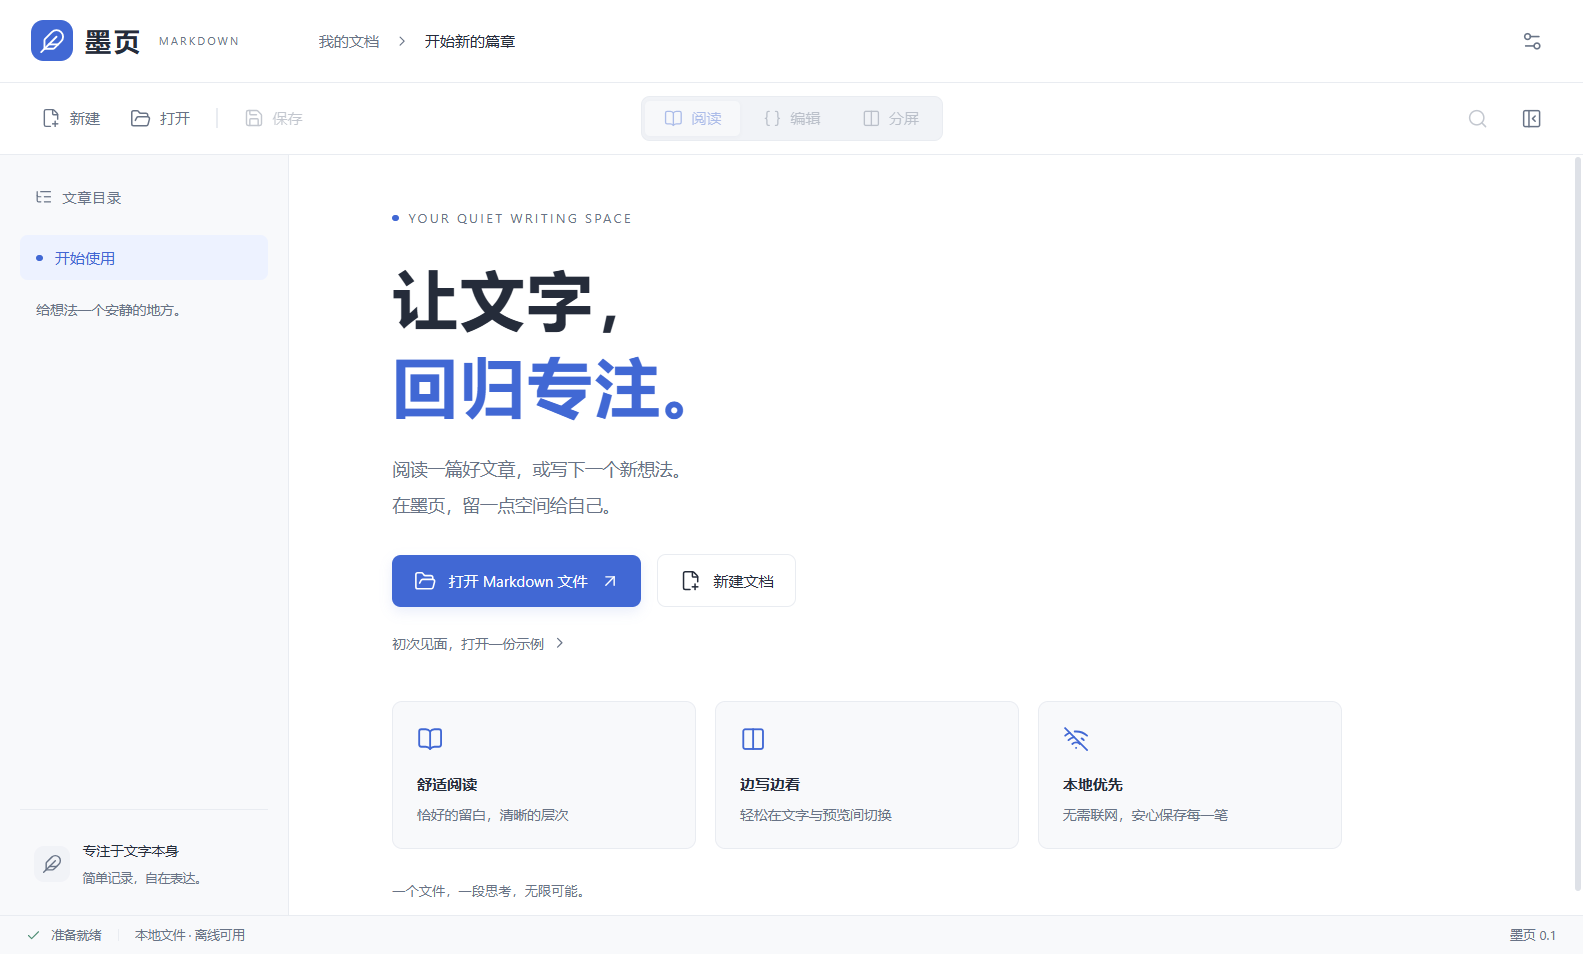 墨页 MARKDOWN 我的文档 > 开始新的篇章
新建 打开 保存 阅读 {} 编辑 分屏
文章目录
开始使用
给想法一个安静的地方。
YOUR QUIET WRITING SPACE
让文字，
回归专注。
阅读一篇好文章，或写下一个新想法。
在墨页，留一点空间给自己。
打开 Markdown 文件 新建文档
初次见面，打开一份示例
舒适阅读
恰好的留白，清晰的层次
边写边看
轻松在文字与预览间切换
本地优先
无需联网，安心保存每一笔
一个文件，一段思考，无限可能。
专注于文字本身
简单记录，自在表达。
准备就绪 本地文件 · 离线可用 墨页 0.1